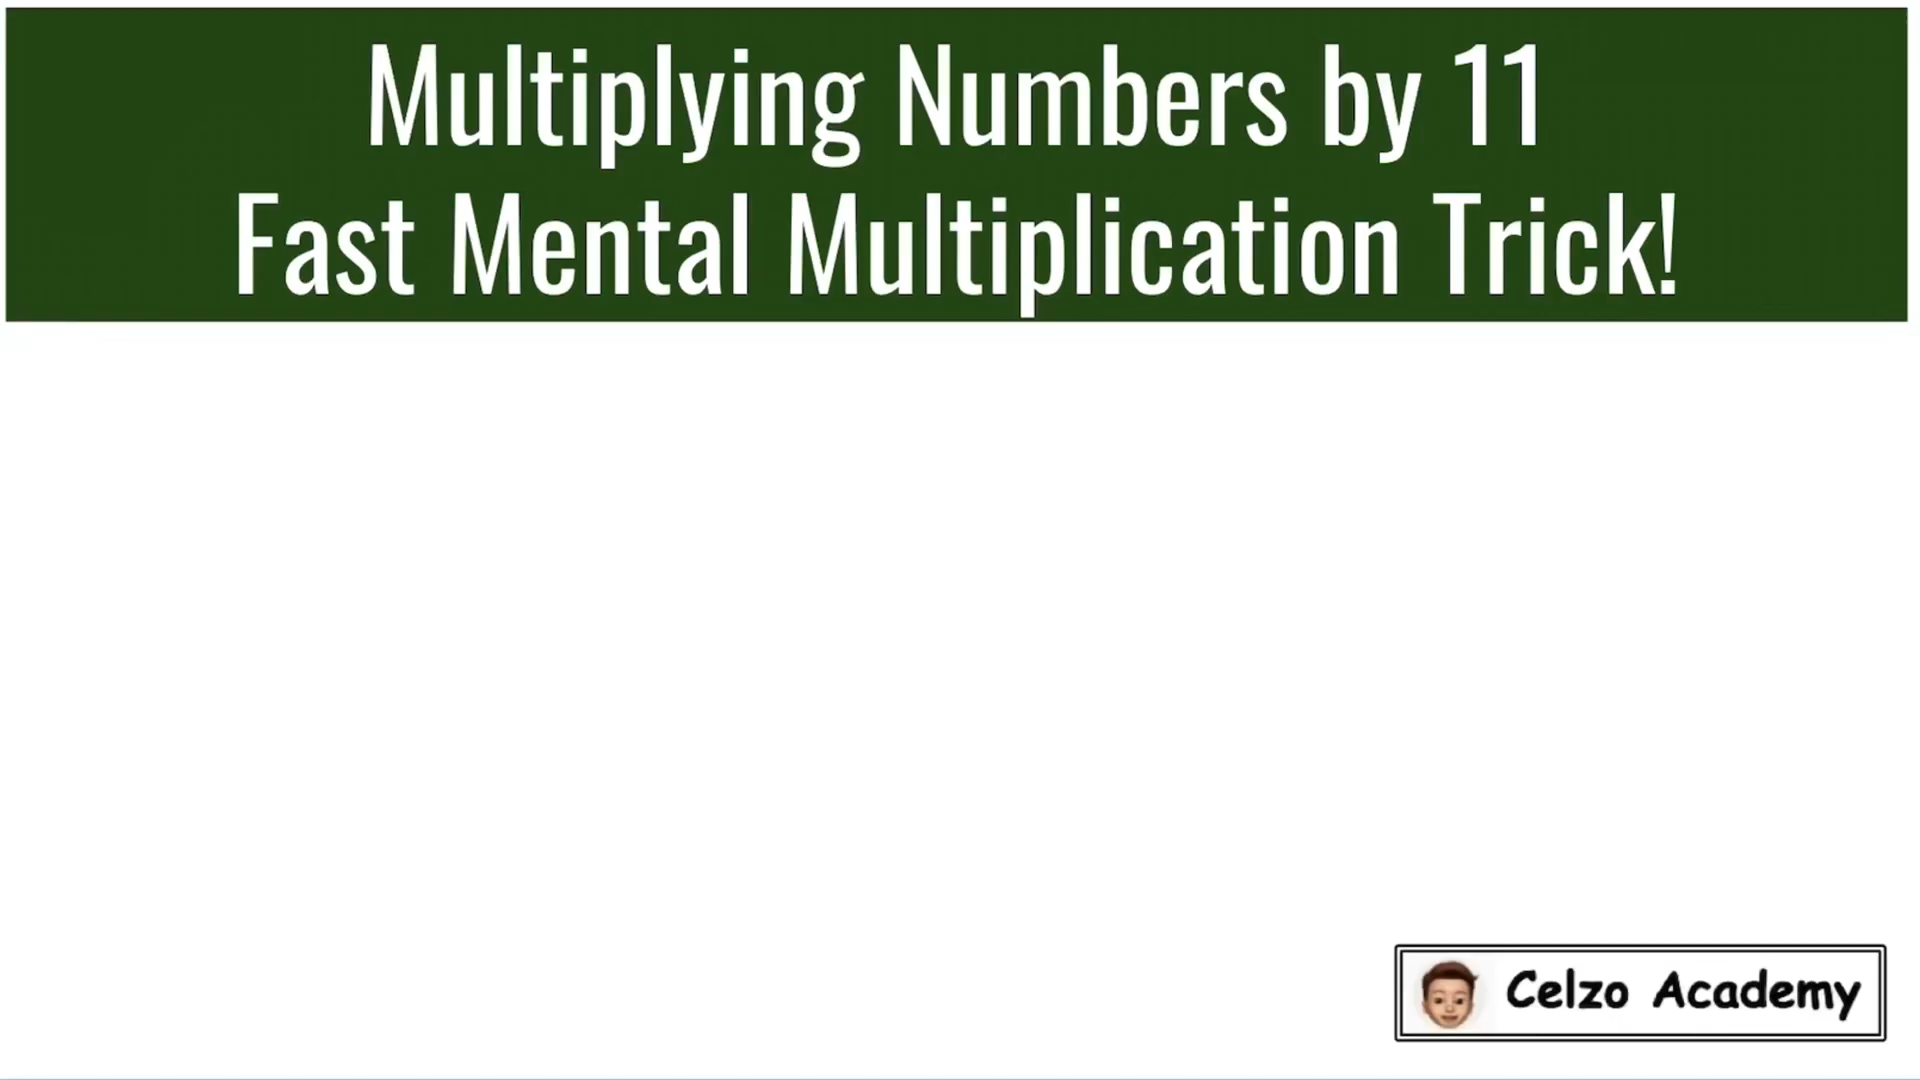 Multiplying Numbers by 11
Fast Mental Multiplication Trick!
Celzo Academy